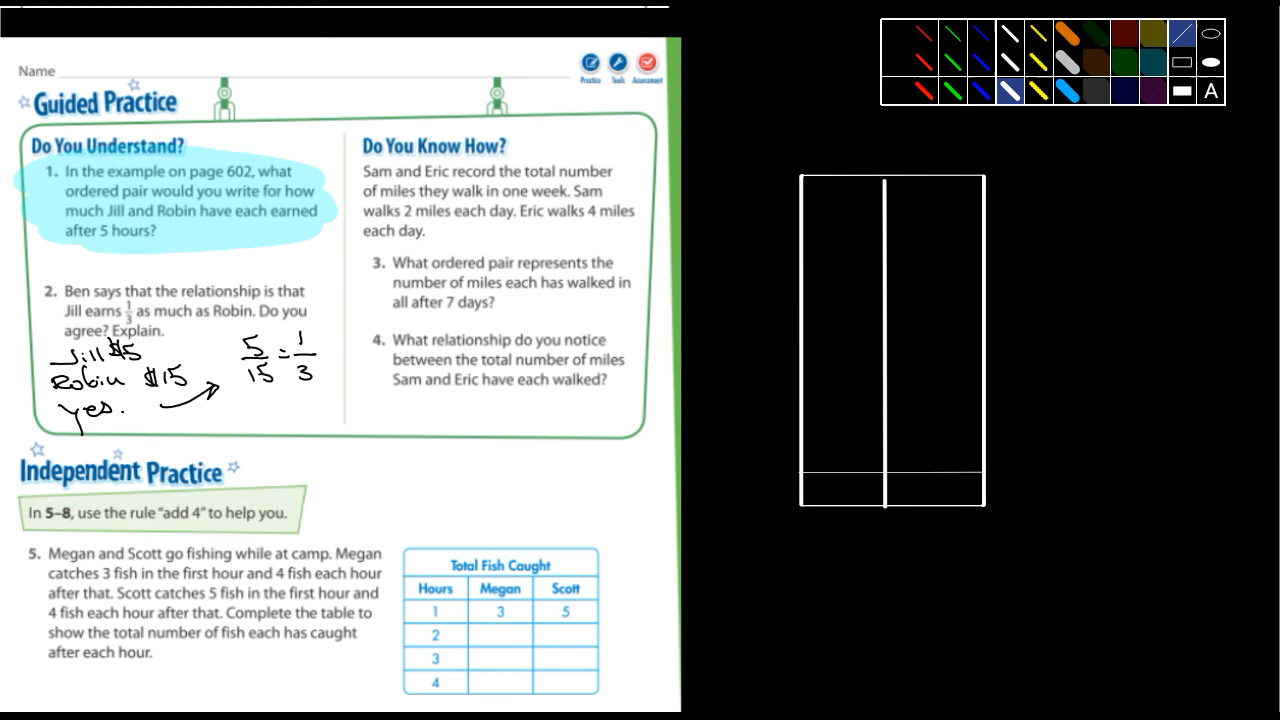 Name
Practice Tools Assessment
Guided Practice
Do You Understand?
1. In the example on page 602, what
ordered pair would you write for how
much Jill and Robin have each earned
after 5 hours?
2. Ben says that the relationship is that
Jill earns 1/3 as much as Robin. Do you
agree? Explain.
Jill $5
Robin $15
yes.
5/15 = 1/3
Do You Know How?
Sam and Eric record the total number
of miles they walk in one week. Sam
walks 2 miles each day. Eric walks 4 miles
each day.
3. What ordered pair represents the
number of miles each has walked in
all after 7 days?
4. What relationship do you notice
between the total number of miles
Sam and Eric have each walked?
Independent Practice
In 5–8, use the rule "add 4" to help you.
5. Megan and Scott go fishing while at camp. Megan
catches 3 fish in the first hour and 4 fish each hour
after that. Scott catches 5 fish in the first hour and
4 fish each hour after that. Complete the table to
show the total number of fish each has caught
after each hour.
Total Fish Caught
Hours Megan Scott
1 3 5
2
3
4
A